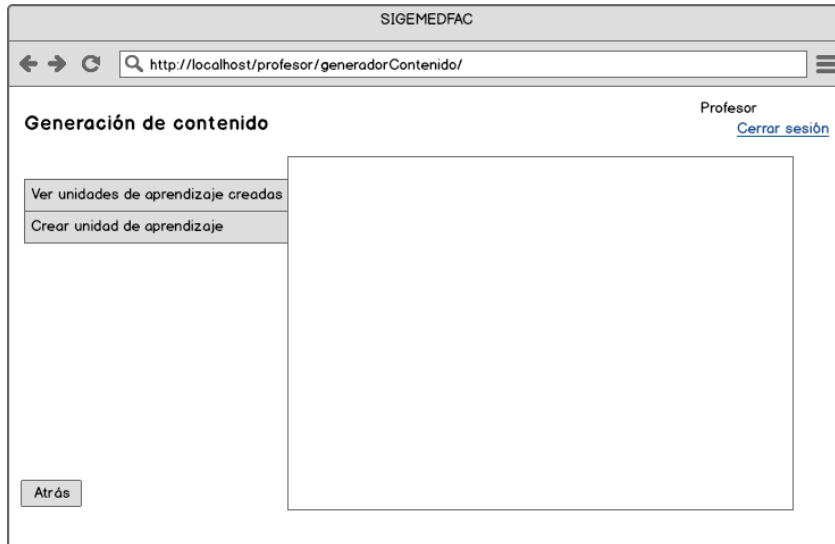 SIGEMEDFAC
http://localhost/profesor/generadorContenido/
Profesor
Generación de contenido
Cerrar sesión
Ver unidades de aprendizaje creadas
Crear unidad de aprendizaje
Atrás